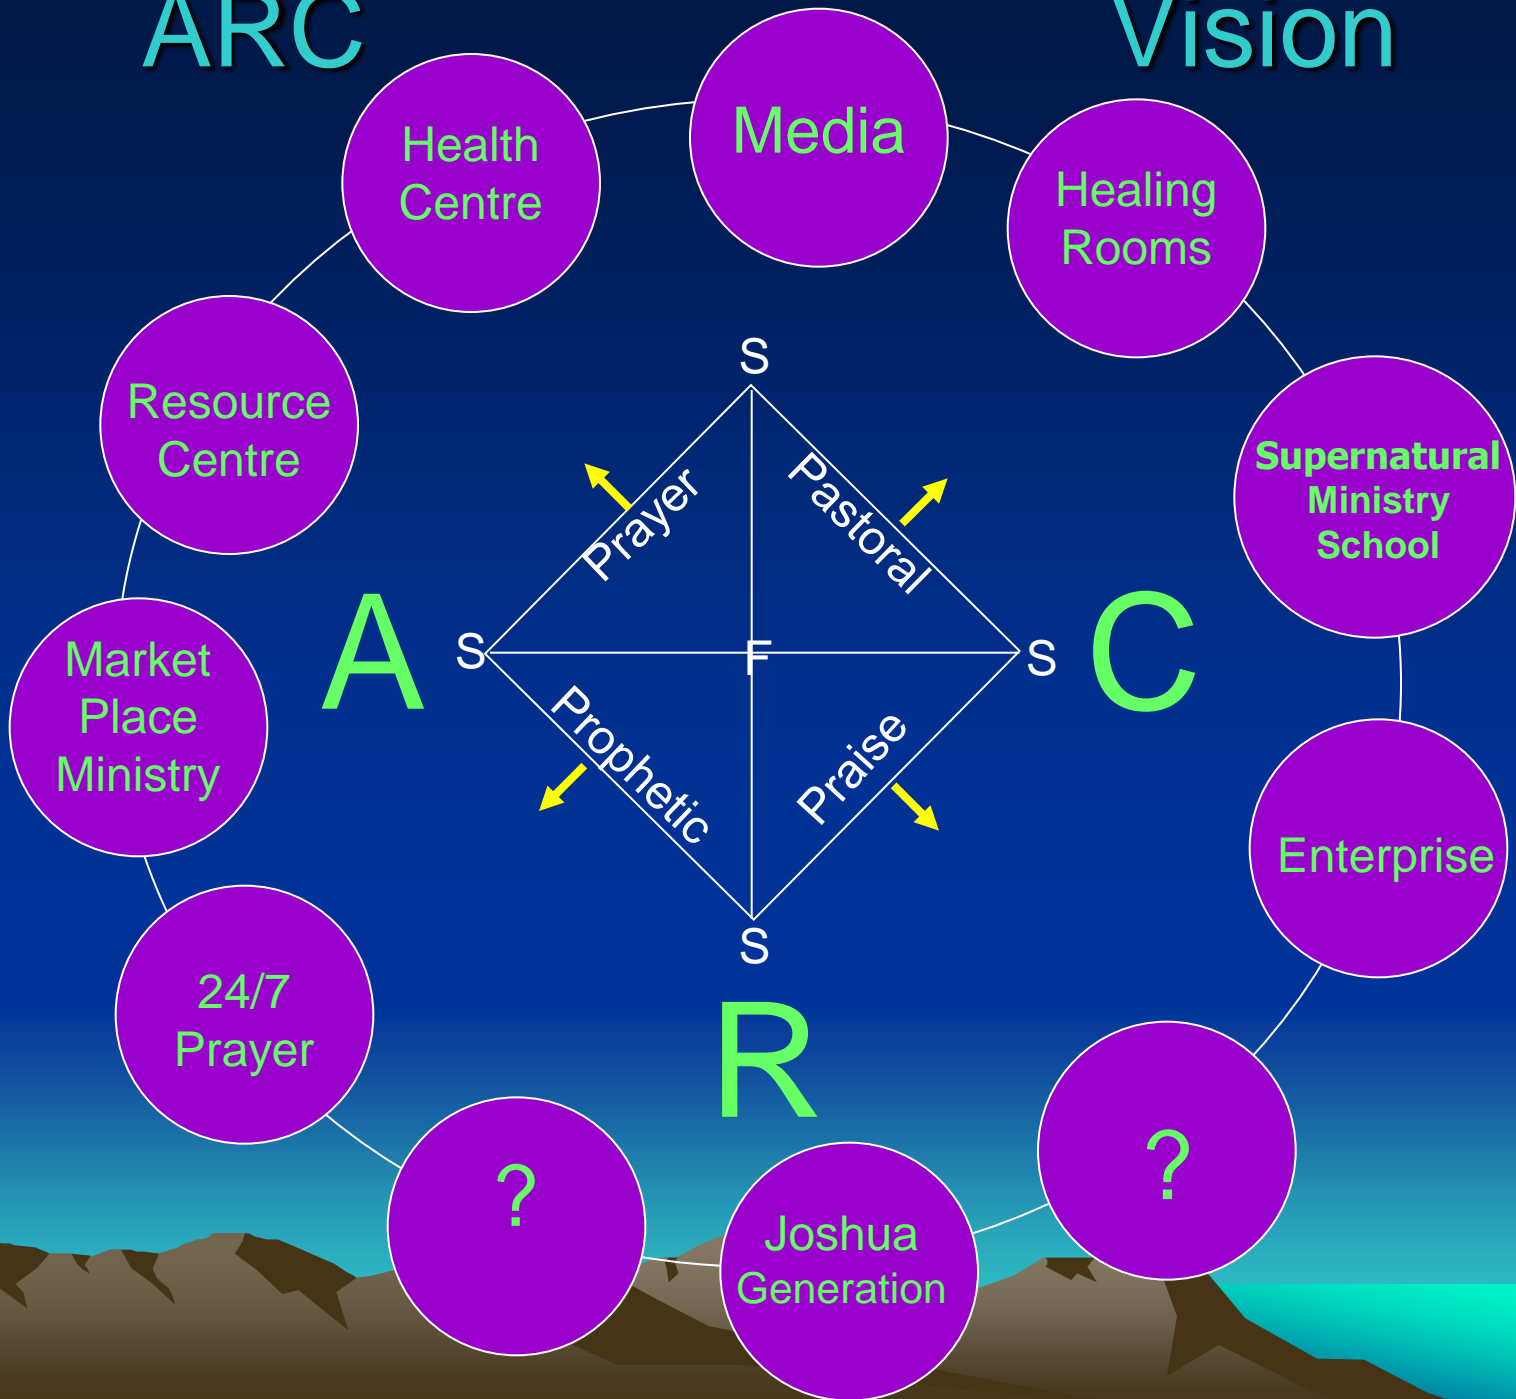 ARC Vision
Media
Health
Centre
Healing
Rooms
Resource
Centre
Supernatural
Ministry
School
S
Prayer
Pastoral
A
S
F
S
C
Market
Place
Ministry
Prophetic
Praise
Enterprise
S
24/7
Prayer
R
?
?
Joshua
Generation